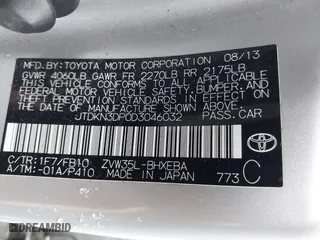 MFD. BY: TOYOTA MOTOR CORPORATION 08/13
GVWR 4060LB GAWR FR 2270LB RR 2175LB
THIS VEHICLE CONFORMS TO ALL APPLICABLE
FEDERAL MOTOR VEHICLE SAFETY, BUMPER, AND
THEFT PREVENTION STANDARDS IN EFFECT ON
THE DATE OF MANUFACTURE SHOWN ABOVE.
JTDKN3DP0D3046032 PASS.CAR
C/TR:1F7/FB10 ZVW35L-BHXEBA
A/TM:-01A/P410 MADE IN JAPAN 773 C
TOYOTA